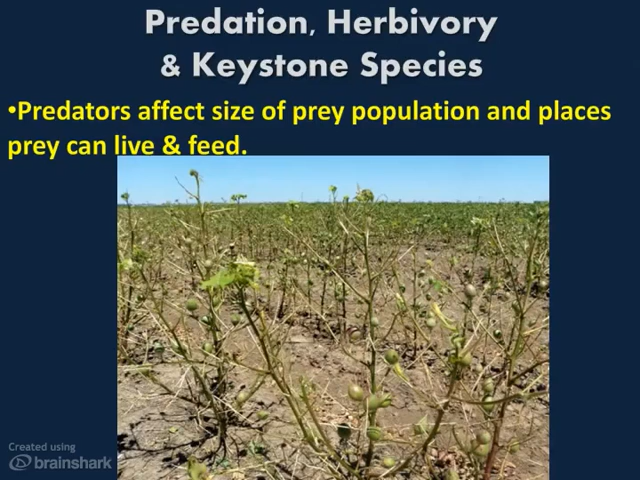 Predation, Herbivory
& Keystone Species
•Predators affect size of prey population and places
prey can live & feed.
Created using
brainshark